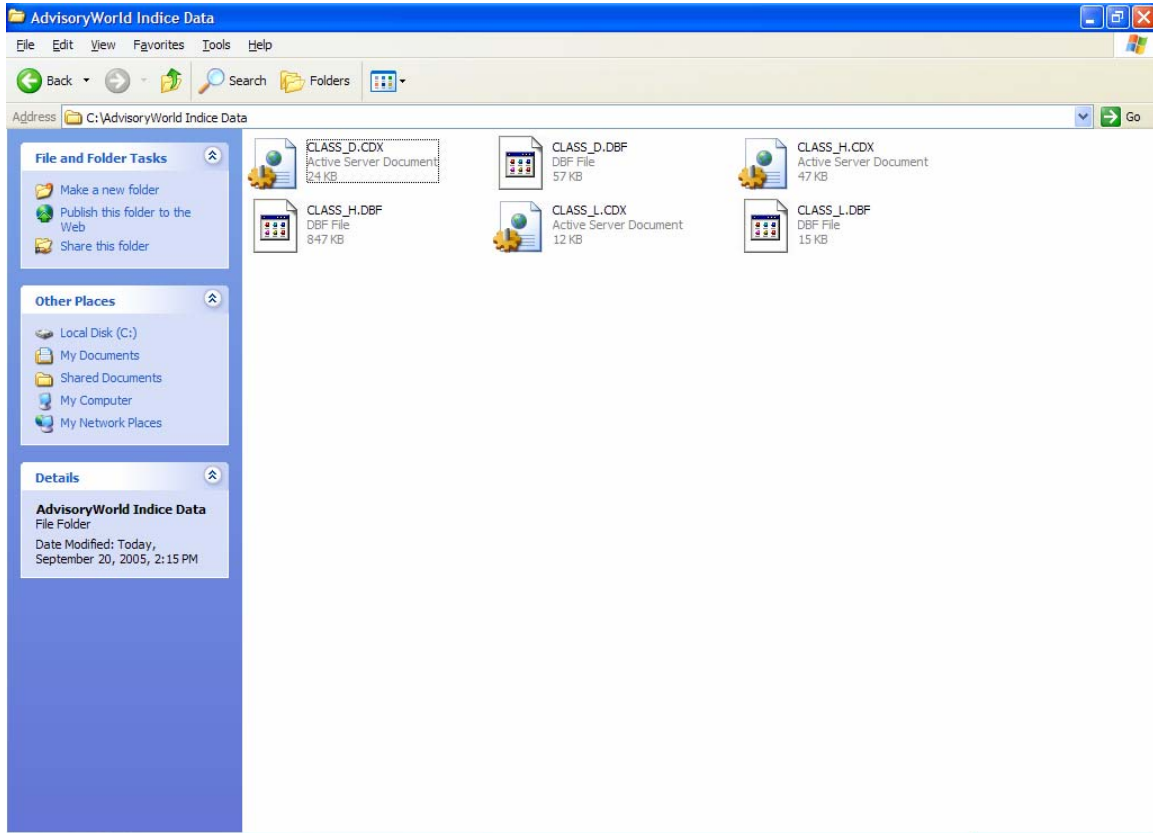 AdvisoryWorld Indice Data
File Edit View Favorites Tools Help
Back Search Folders
Address C:\AdvisoryWorld Indice Data Go
File and Folder Tasks
Make a new folder
Publish this folder to the
Web
Share this folder
Other Places
Local Disk (C:)
My Documents
Shared Documents
My Computer
My Network Places
Details
AdvisoryWorld Indice Data
File Folder
Date Modified: Today,
September 20, 2005, 2:15 PM
CLASS_D.CDX
Active Server Document
24 KB
CLASS_D.DBF
DBF File
57 KB
CLASS_H.CDX
Active Server Document
47 KB
CLASS_H.DBF
DBF File
847 KB
CLASS_L.CDX
Active Server Document
12 KB
CLASS_L.DBF
DBF File
15 KB